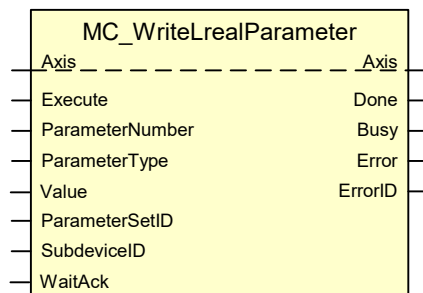 MC_WriteLrealParameter
Axis Axis
Execute Done
ParameterNumber Busy
ParameterType Error
Value ErrorID
ParameterSetID
SubdeviceID
WaitAck